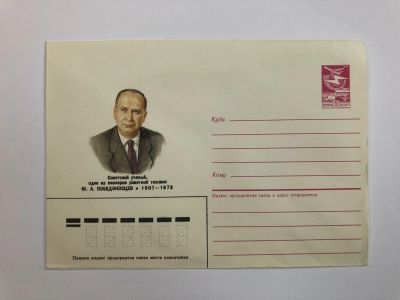 Советский ученый,
один из пионеров ракетной техники
Ю. А. ПОБЕДОНОСЦЕВ • 1907—1973
Куда
Кому
Индекс предприятия связи и адрес отправителя
Пишите индекс предприятия связи места назначения